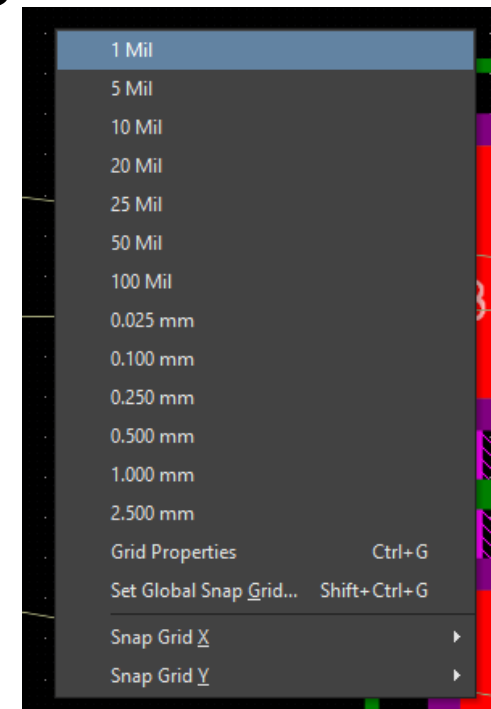 1 Mil
5 Mil
10 Mil
20 Mil
25 Mil
50 Mil
100 Mil
0.025 mm
0.100 mm
0.250 mm
0.500 mm
1.000 mm
2.500 mm
Grid Properties Ctrl+G
Set Global Snap Grid... Shift+Ctrl+G
Snap Grid X
Snap Grid Y